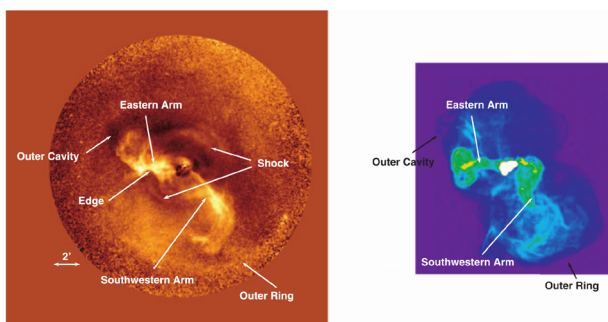 Eastern Arm
Outer Cavity
Shock
Edge
2'
Southwestern Arm
Outer Ring
Eastern Arm
Outer Cavity
Southwestern Arm
Outer Ring